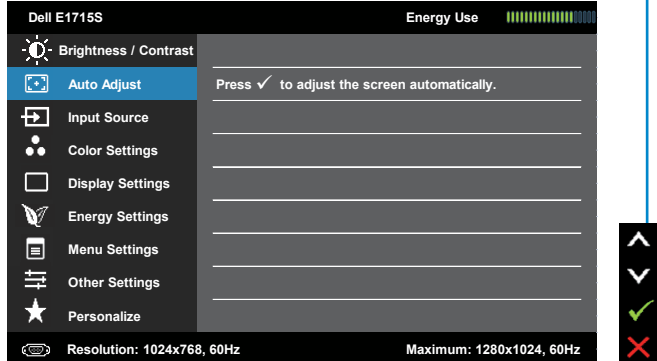 Dell E1715S Energy Use
Brightness / Contrast
Auto Adjust Press ✓ to adjust the screen automatically.
Input Source
Color Settings
Display Settings
Energy Settings
Menu Settings
Other Settings
Personalize
Resolution: 1024x768, 60Hz Maximum: 1280x1024, 60Hz